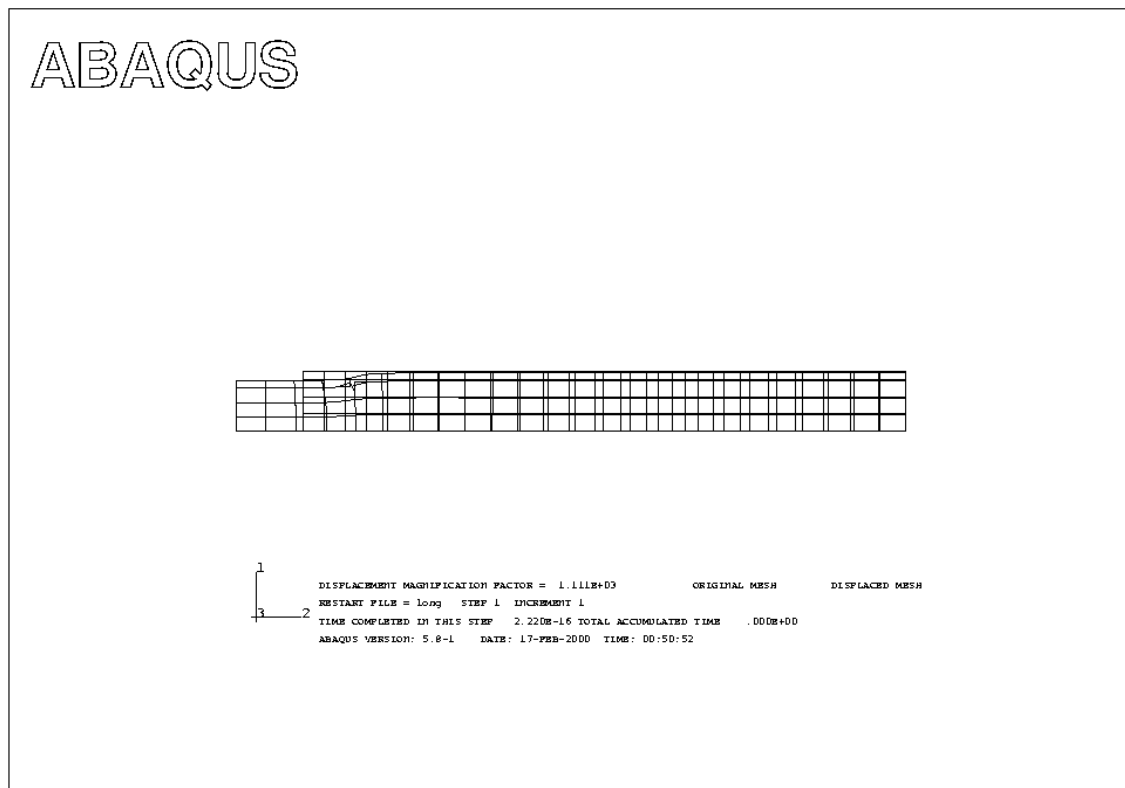 ABAQUS
1
3 2
DISPLACEMENT MAGNIFICATION FACTOR = 1.111E+03 ORIGINAL MESH DISPLACED MESH
RESTART FILE = long STEP 1 INCREMENT 1
TIME COMPLETED IN THIS STEP 2.220E-16 TOTAL ACCUMULATED TIME .000E+00
ABAQUS VERSION: 5.8-1 DATE: 17-FEB-2000 TIME: 00:50:52